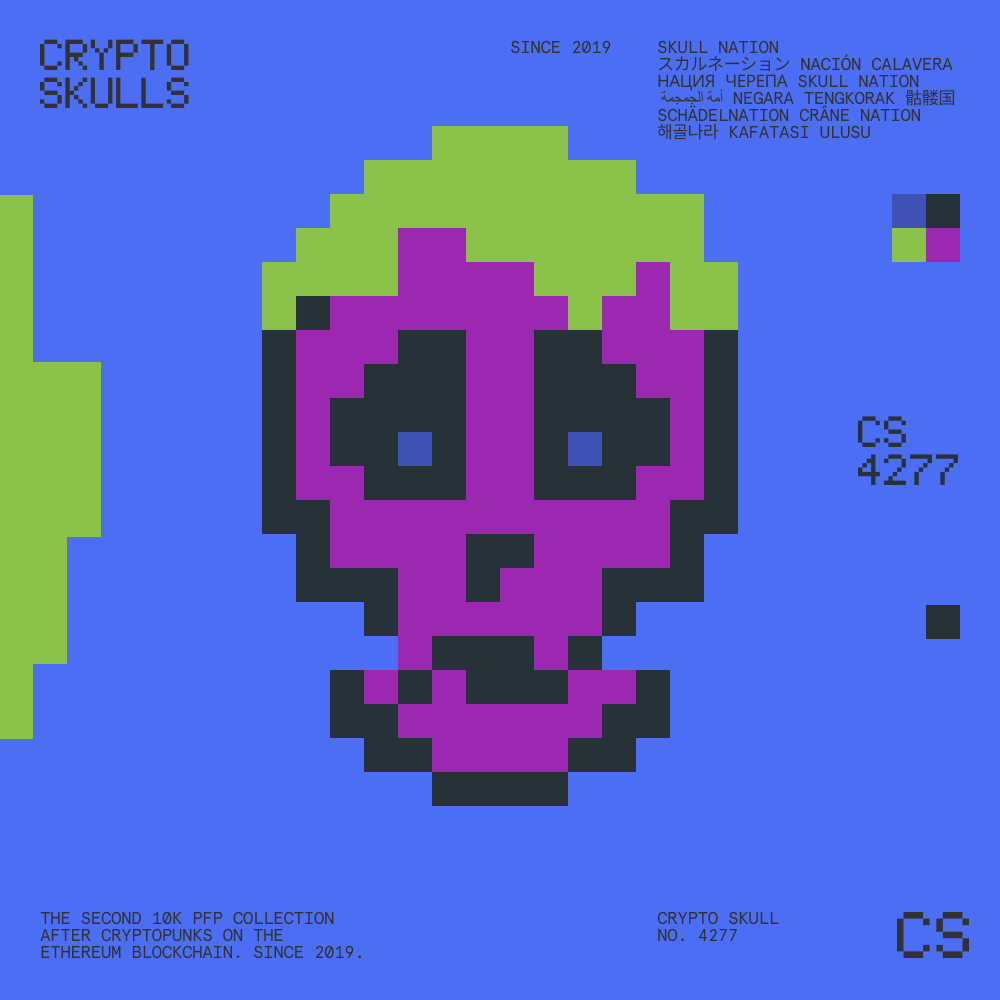 CRYPTO
SKULLS
SINCE 2019
SKULL NATION
スカルネーション NACIÓN CALAVERA
НАЦИЯ ЧЕРЕПА SKULL NATION
أمة الجمجمة NEGARA TENGKORAK 骷髅国
SCHÄDELNATION CRÂNE NATION
해골나라 KAFATASI ULUSU
CS
4277
THE SECOND 10K PFP COLLECTION
AFTER CRYPTOPUNKS ON THE
ETHEREUM BLOCKCHAIN. SINCE 2019.
CRYPTO SKULL
NO. 4277
CS